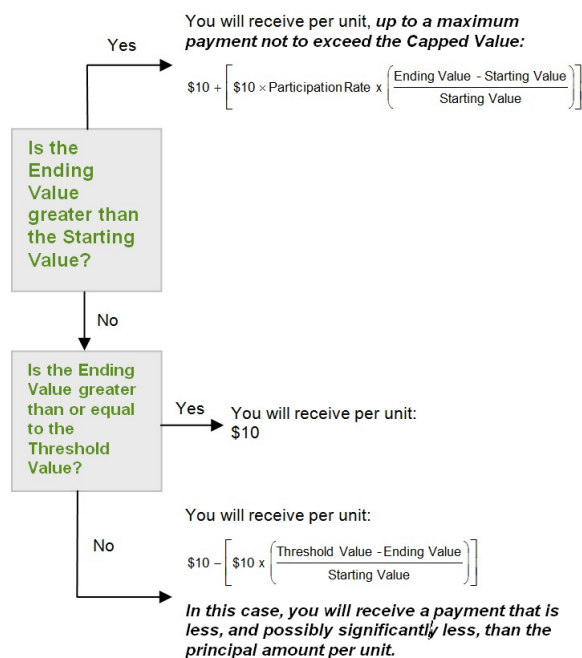 You will receive per unit, up to a maximum
payment not to exceed the Capped Value:
Yes
$10 + [ $10 × Participation Rate x ( Ending Value - Starting Value
Starting Value ) ]
Is the
Ending
Value
greater than
the Starting
Value?
No
Is the Ending
Value greater
than or equal
to the
Threshold
Value?
Yes
You will receive per unit:
$10
You will receive per unit:
No
$10 − [ $10 x ( Threshold Value - Ending Value
Starting Value ) ]
In this case, you will receive a payment that is
less, and possibly significantly less, than the
principal amount per unit.